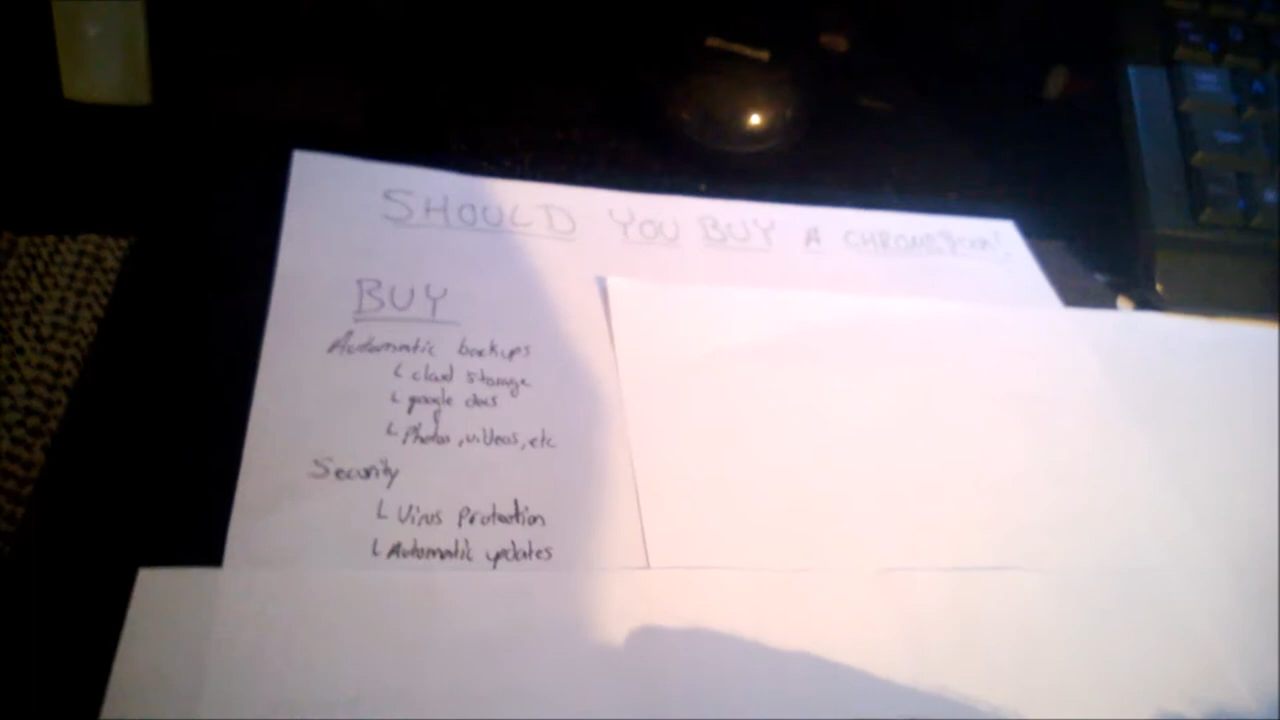 SHOULD YOU BUY A CHROMEBOOK?
BUY
Automatic backups
└ cloud storage
└ google docs
└ Photos, videos, etc
Security
└ Virus Protection
└ Automatic updates